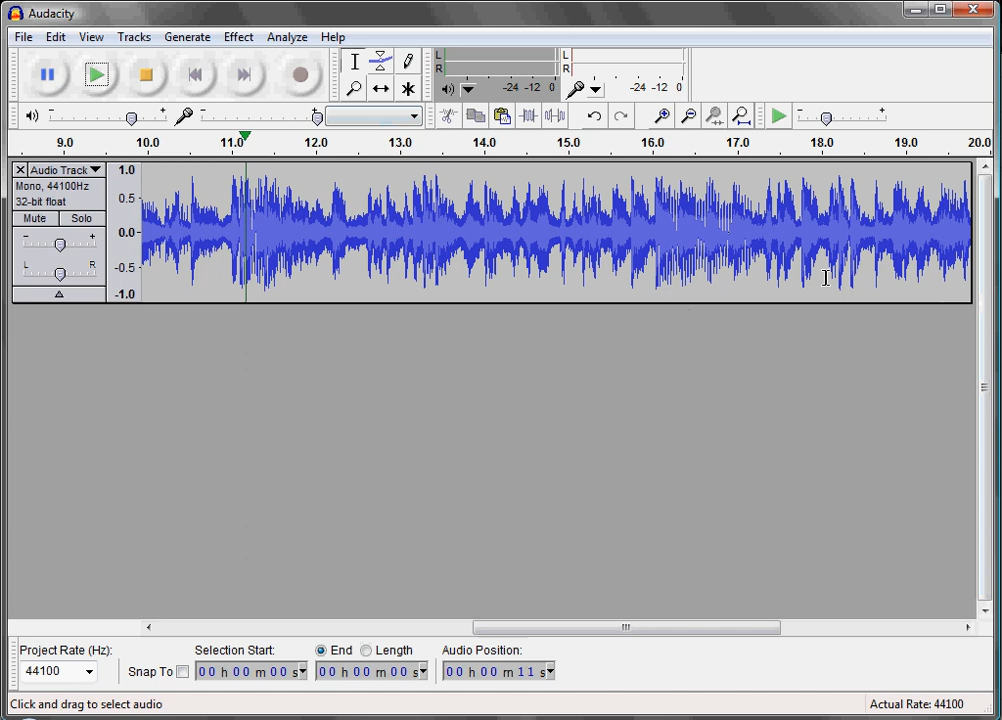 Audacity
File Edit View Tracks Generate Effect Analyze Help
L
R
-24 -12 0
L
R
-24 -12 0
- + - + - +
9.0 10.0 11.0 12.0 13.0 14.0 15.0 16.0 17.0 18.0 19.0 20.0
Audio Track
Mono, 44100Hz
32-bit float
Mute Solo
- +
L R
1.0
0.5
0.0
-0.5
-1.0
Project Rate (Hz): Selection Start: End Length Audio Position:
44100 Snap To 00 h 00 m 00 s 00 h 00 m 00 s 00 h 00 m 11 s
Click and drag to select audio Actual Rate: 44100